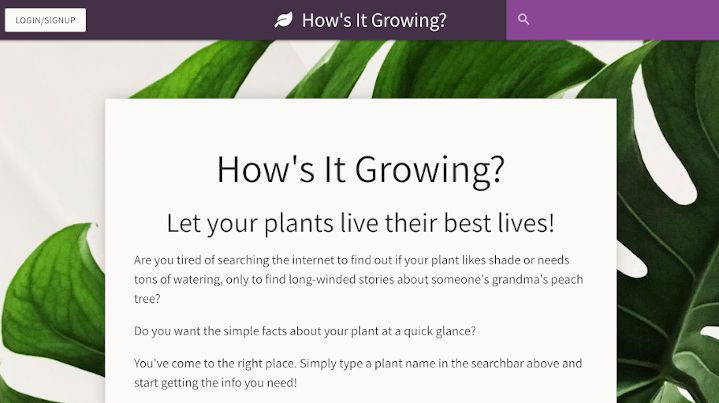 LOGIN/SIGNUP
How's It Growing?
How's It Growing?
Let your plants live their best lives!
Are you tired of searching the internet to find out if your plant likes shade or needs
tons of watering, only to find long-winded stories about someone's grandma's peach
tree?
Do you want the simple facts about your plant at a quick glance?
You've come to the right place. Simply type a plant name in the searchbar above and
start getting the info you need!